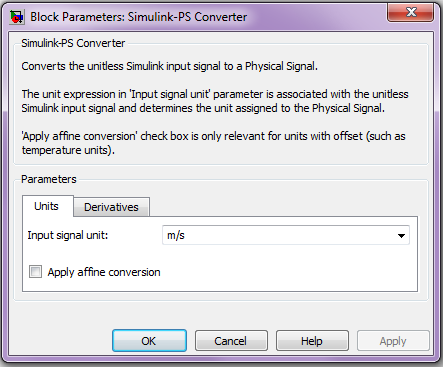 Block Parameters: Simulink-PS Converter
Simulink-PS Converter
Converts the unitless Simulink input signal to a Physical Signal.
The unit expression in 'Input signal unit' parameter is associated with the unitless
Simulink input signal and determines the unit assigned to the Physical Signal.
'Apply affine conversion' check box is only relevant for units with offset (such as
temperature units).
Parameters
Units Derivatives
Input signal unit: m/s
Apply affine conversion
OK Cancel Help Apply